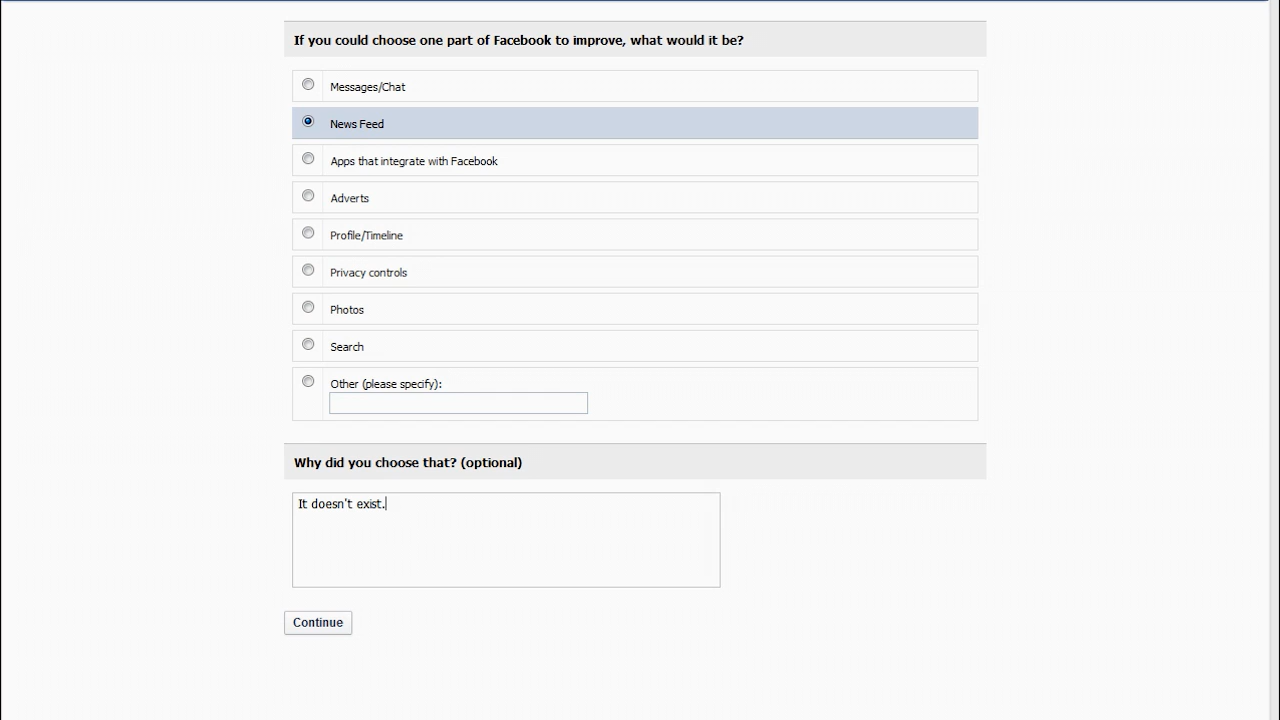 If you could choose one part of Facebook to improve, what would it be?
Messages/Chat
News Feed
Apps that integrate with Facebook
Adverts
Profile/Timeline
Privacy controls
Photos
Search
Other (please specify):
Why did you choose that? (optional)
It doesn't exist.
Continue